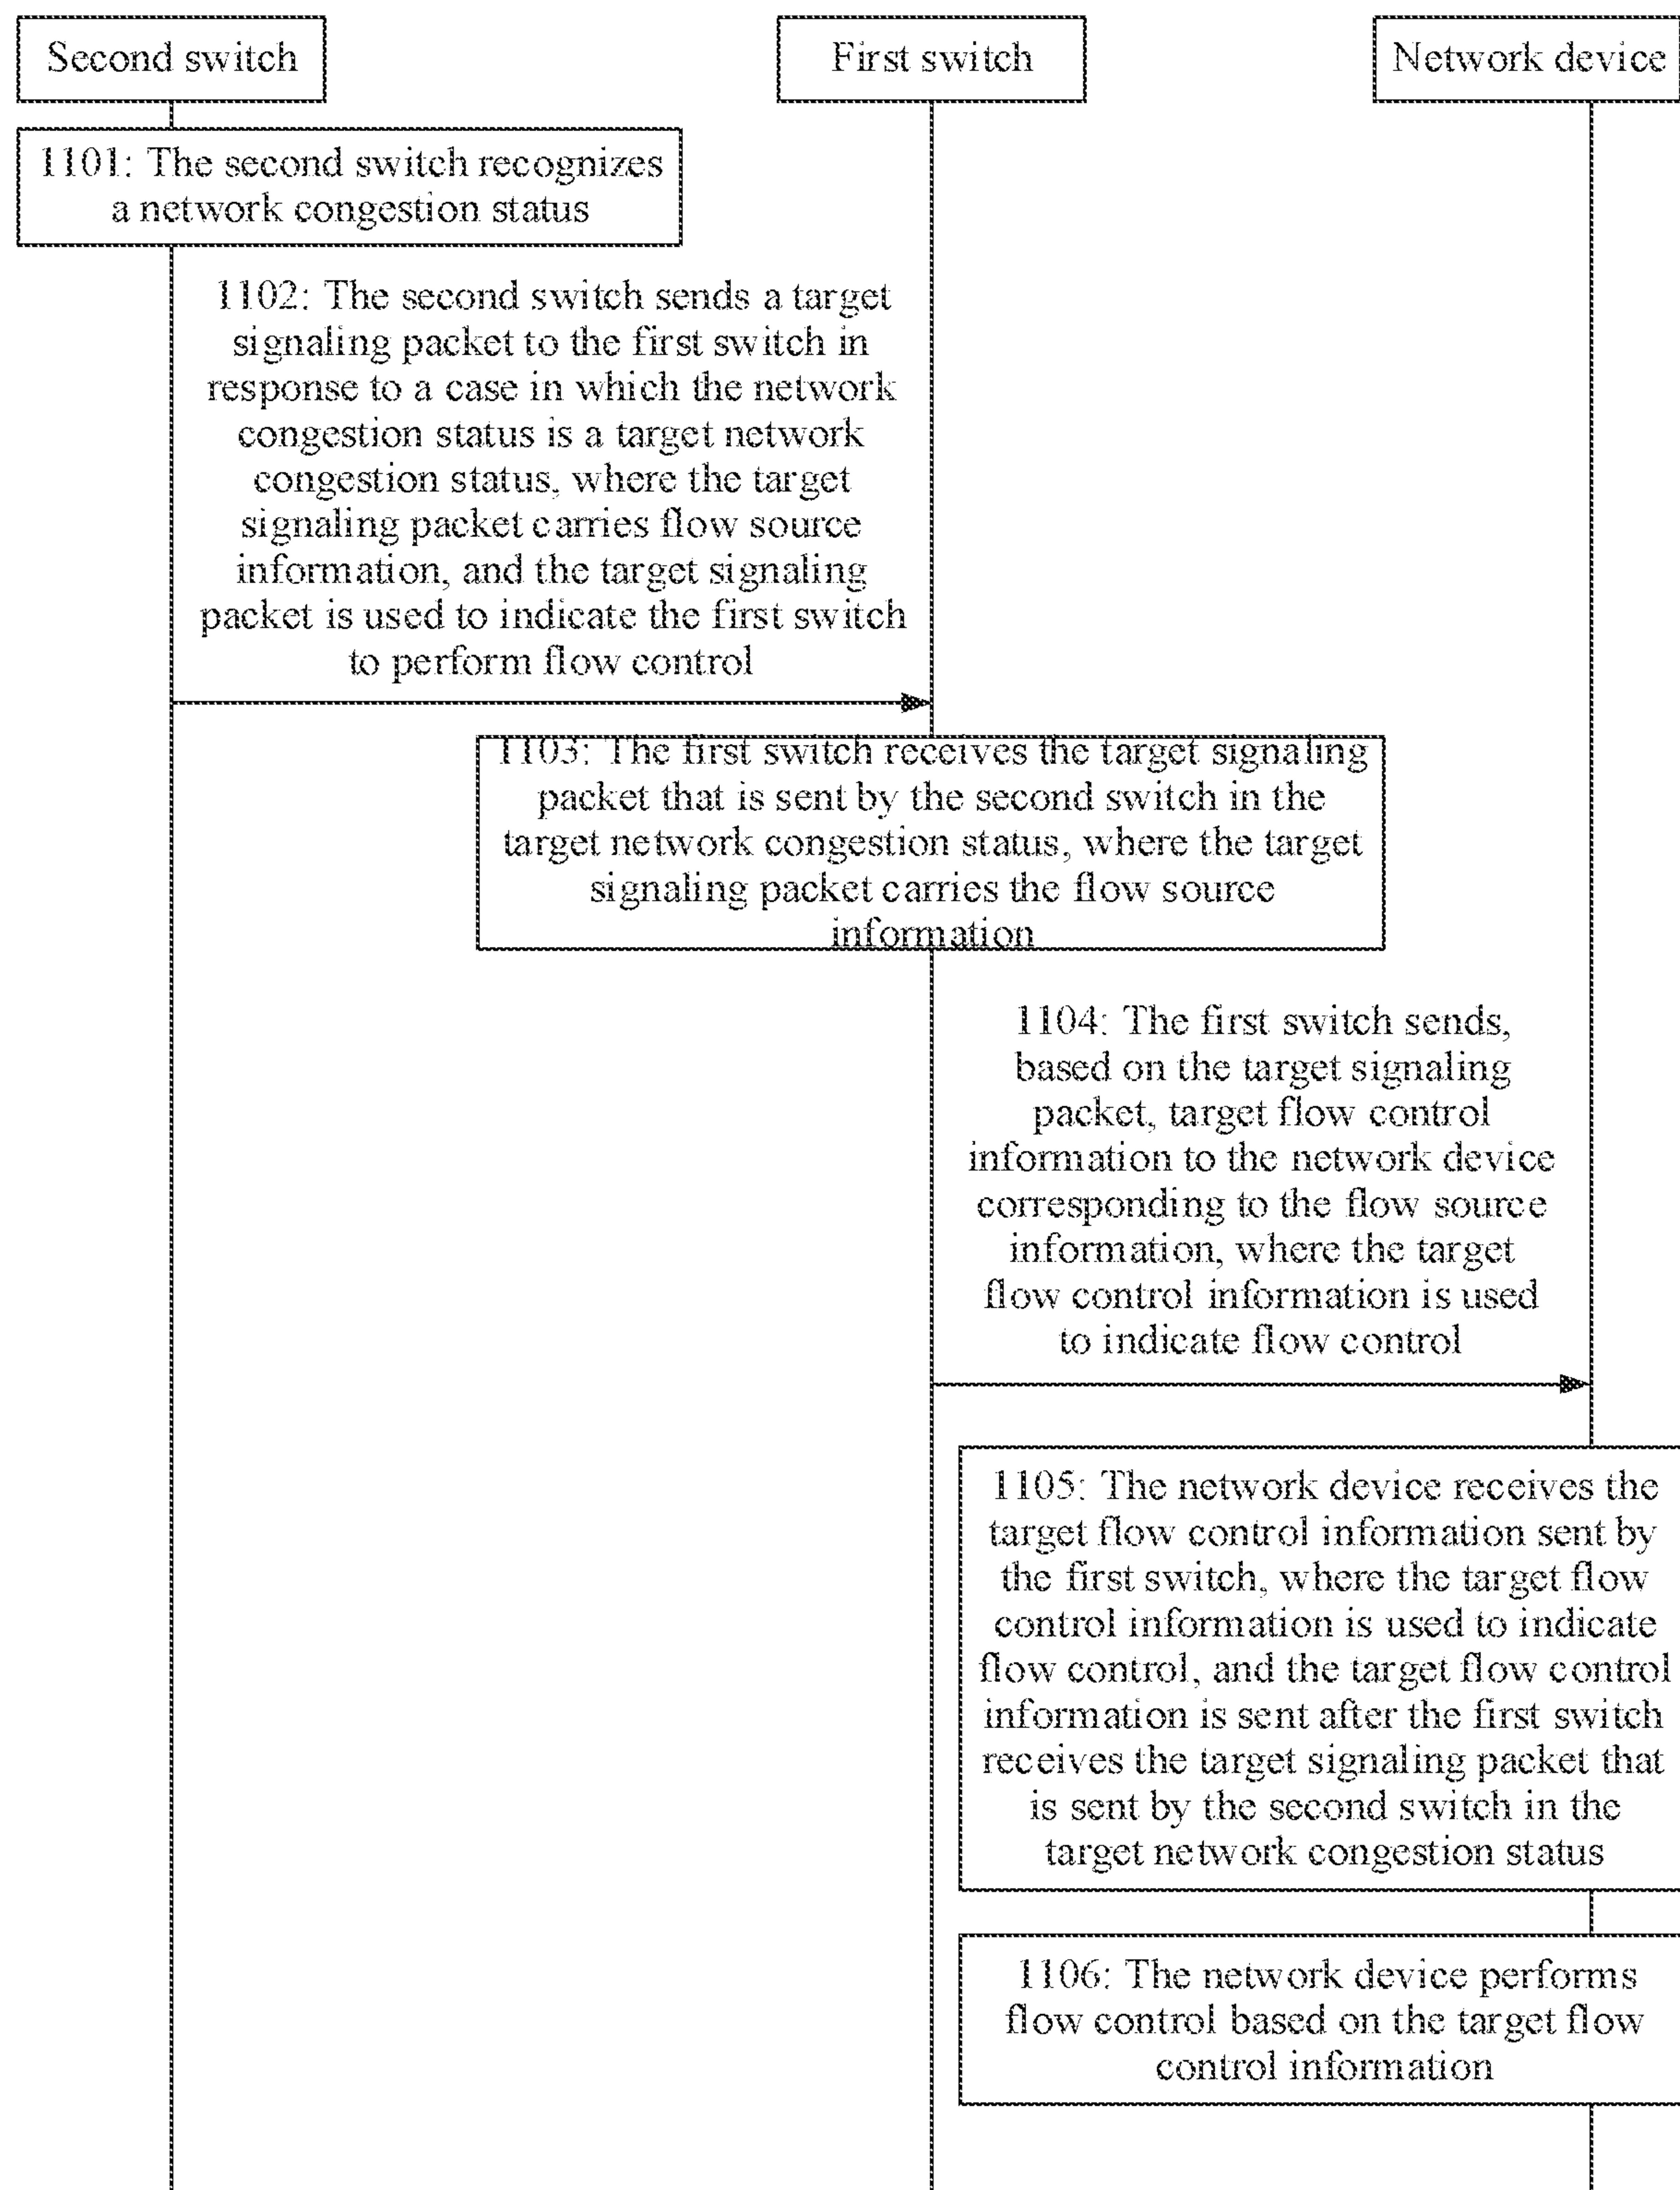 Second switch
First switch
Network device
1101: The second switch recognizes
a network congestion status
1102: The second switch sends a target
signaling packet to the first switch in
response to a case in which the network
congestion status is a target network
congestion status, where the target
signaling packet carries flow source
information, and the target signaling
packet is used to indicate the first switch
to perform flow control
1103: The first switch receives the target signaling
packet that is sent by the second switch in the
target network congestion status, where the target
signaling packet carries the flow source
information
1104: The first switch sends,
based on the target signaling
packet, target flow control
information to the network device
corresponding to the flow source
information, where the target
flow control information is used
to indicate flow control
1105: The network device receives the
target flow control information sent by
the first switch, where the target flow
control information is used to indicate
flow control, and the target flow control
information is sent after the first switch
receives the target signaling packet that
is sent by the second switch in the
target network congestion status
1106: The network device performs
flow control based on the target flow
control information